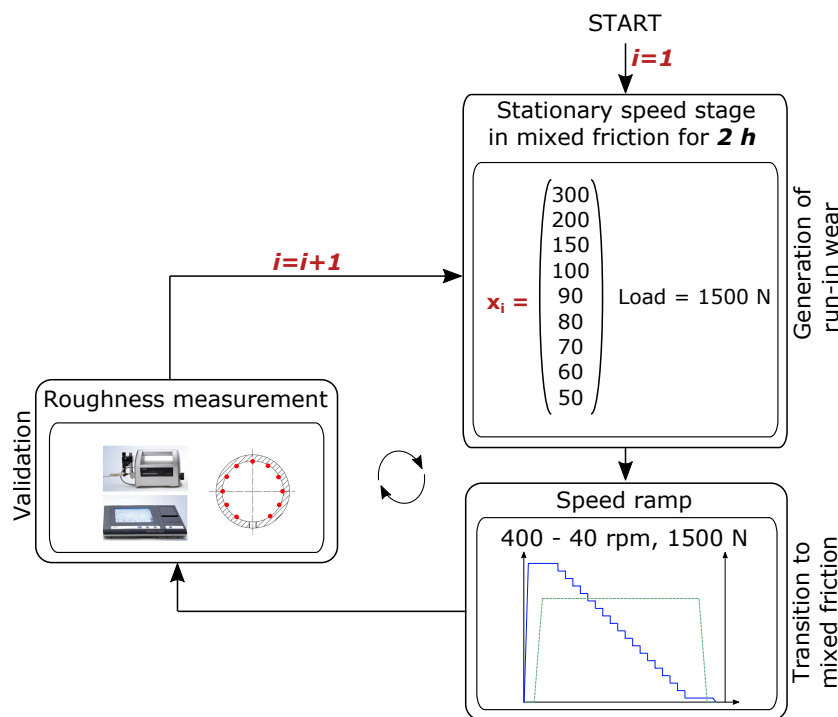 START
i=1
Stationary speed stage
in mixed friction for 2 h
300
200
150
100
90
80
70
60
50
xᵢ =
Load = 1500 N
Generation of
run-in wear
i=i+1
Roughness measurement
Validation
Speed ramp
400 - 40 rpm, 1500 N
Transition to
mixed friction